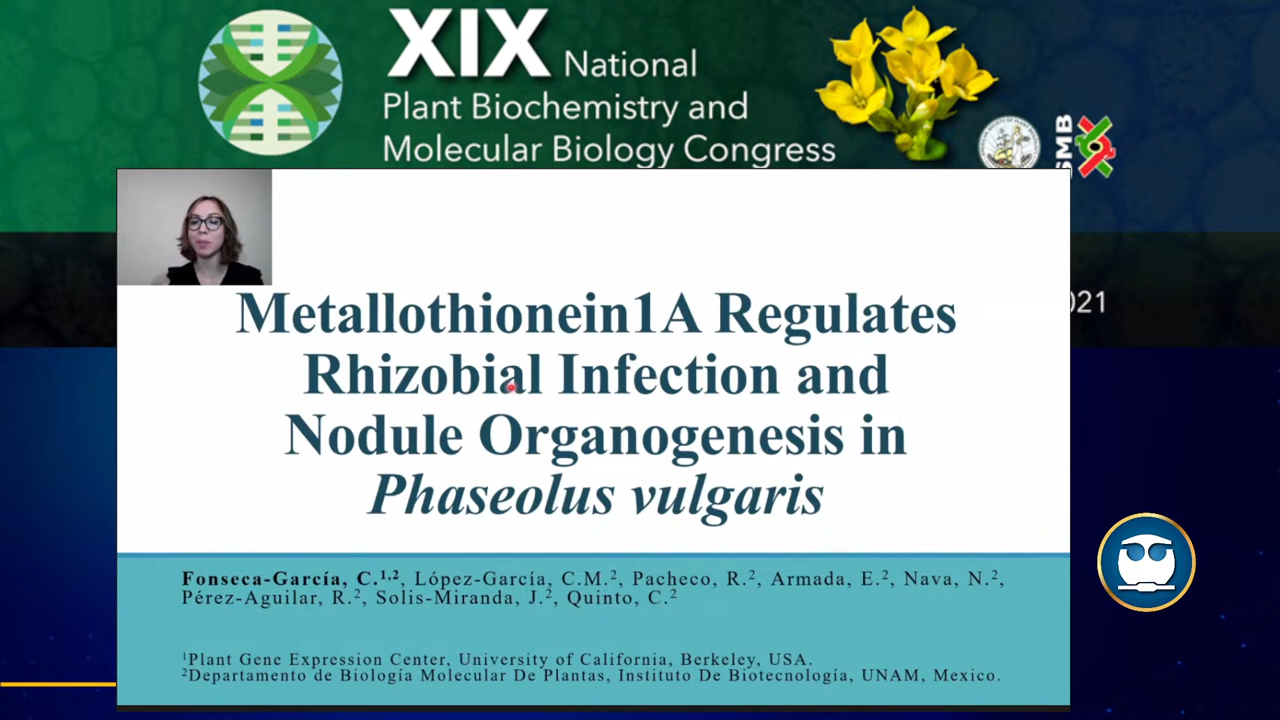 XIX National
Plant Biochemistry and
Molecular Biology Congress
SMB
Metallothionein1A Regulates
Rhizobial Infection and
Nodule Organogenesis in
Phaseolus vulgaris
Fonseca-García, C.¹,², López-García, C.M.², Pacheco, R.², Armada, E.², Nava, N.²,
Pérez-Aguilar, R.², Solis-Miranda, J.², Quinto, C.²
¹Plant Gene Expression Center, University of California, Berkeley, USA.
²Departamento de Biología Molecular De Plantas, Instituto De Biotecnología, UNAM, Mexico.